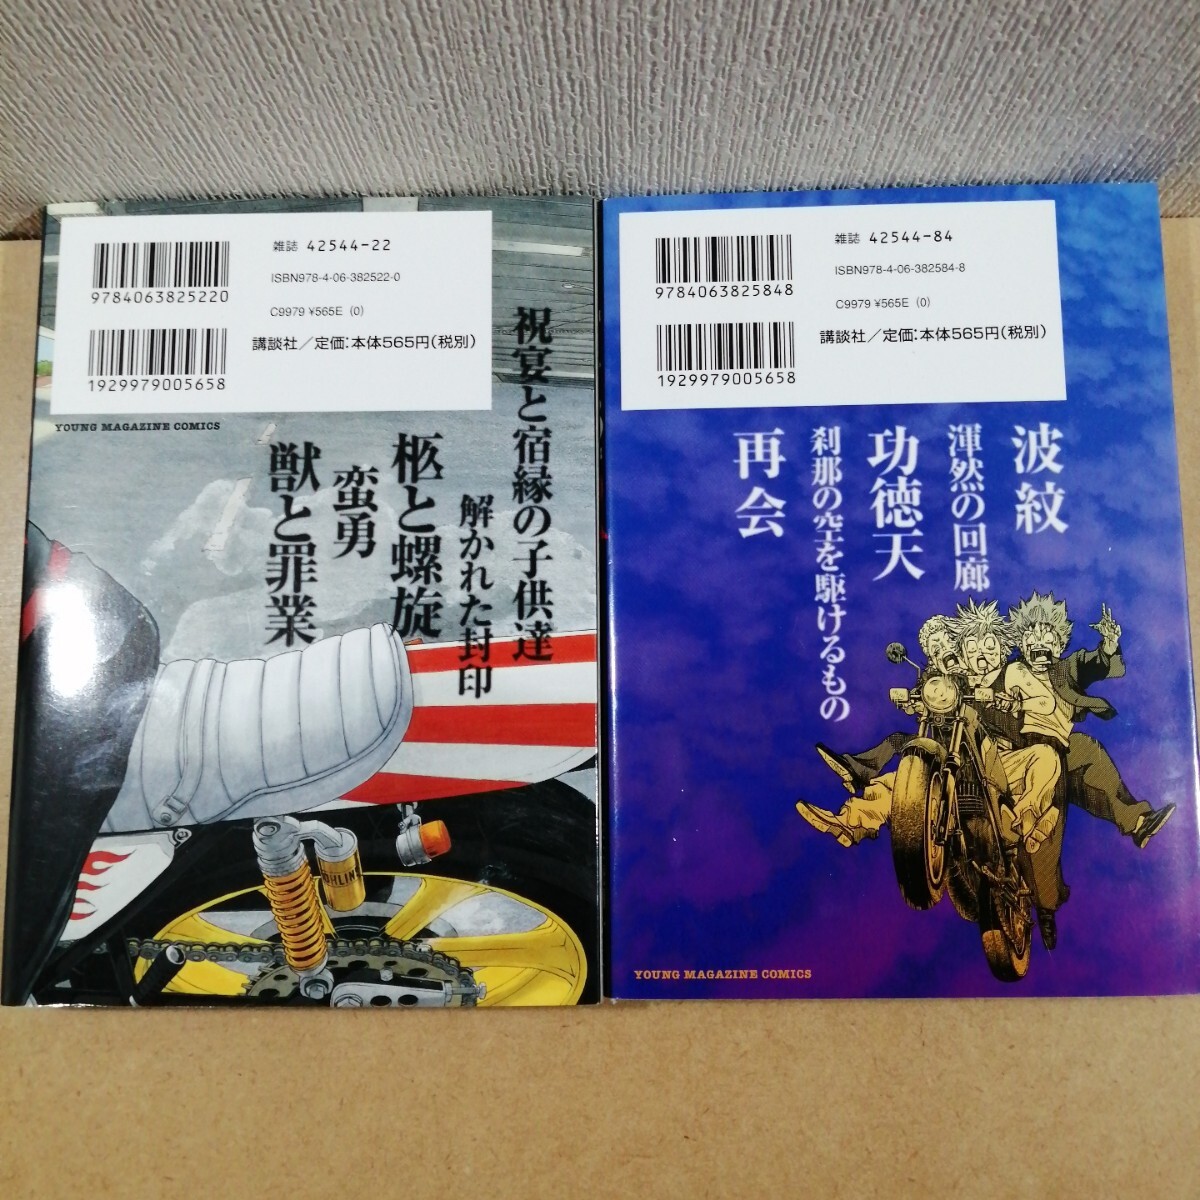 雑誌 42544-22
ISBN978-4-06-382522-0
9784063825220
C9979 ¥565E (0)
講談社／定価:本体565円(税別)
1929979005658
YOUNG MAGAZINE COMICS
祝宴と宿縁の子供達
解かれた封印
柩と螺旋
蛮勇
獣と罪業
ÖHLINS
雑誌 42544-84
ISBN978-4-06-382584-8
9784063825848
C9979 ¥565E (0)
講談社／定価:本体565円(税別)
1929979005658
波紋
渾然の回廊
功徳天
刹那の空を駆けるもの
再会
YOUNG MAGAZINE COMICS